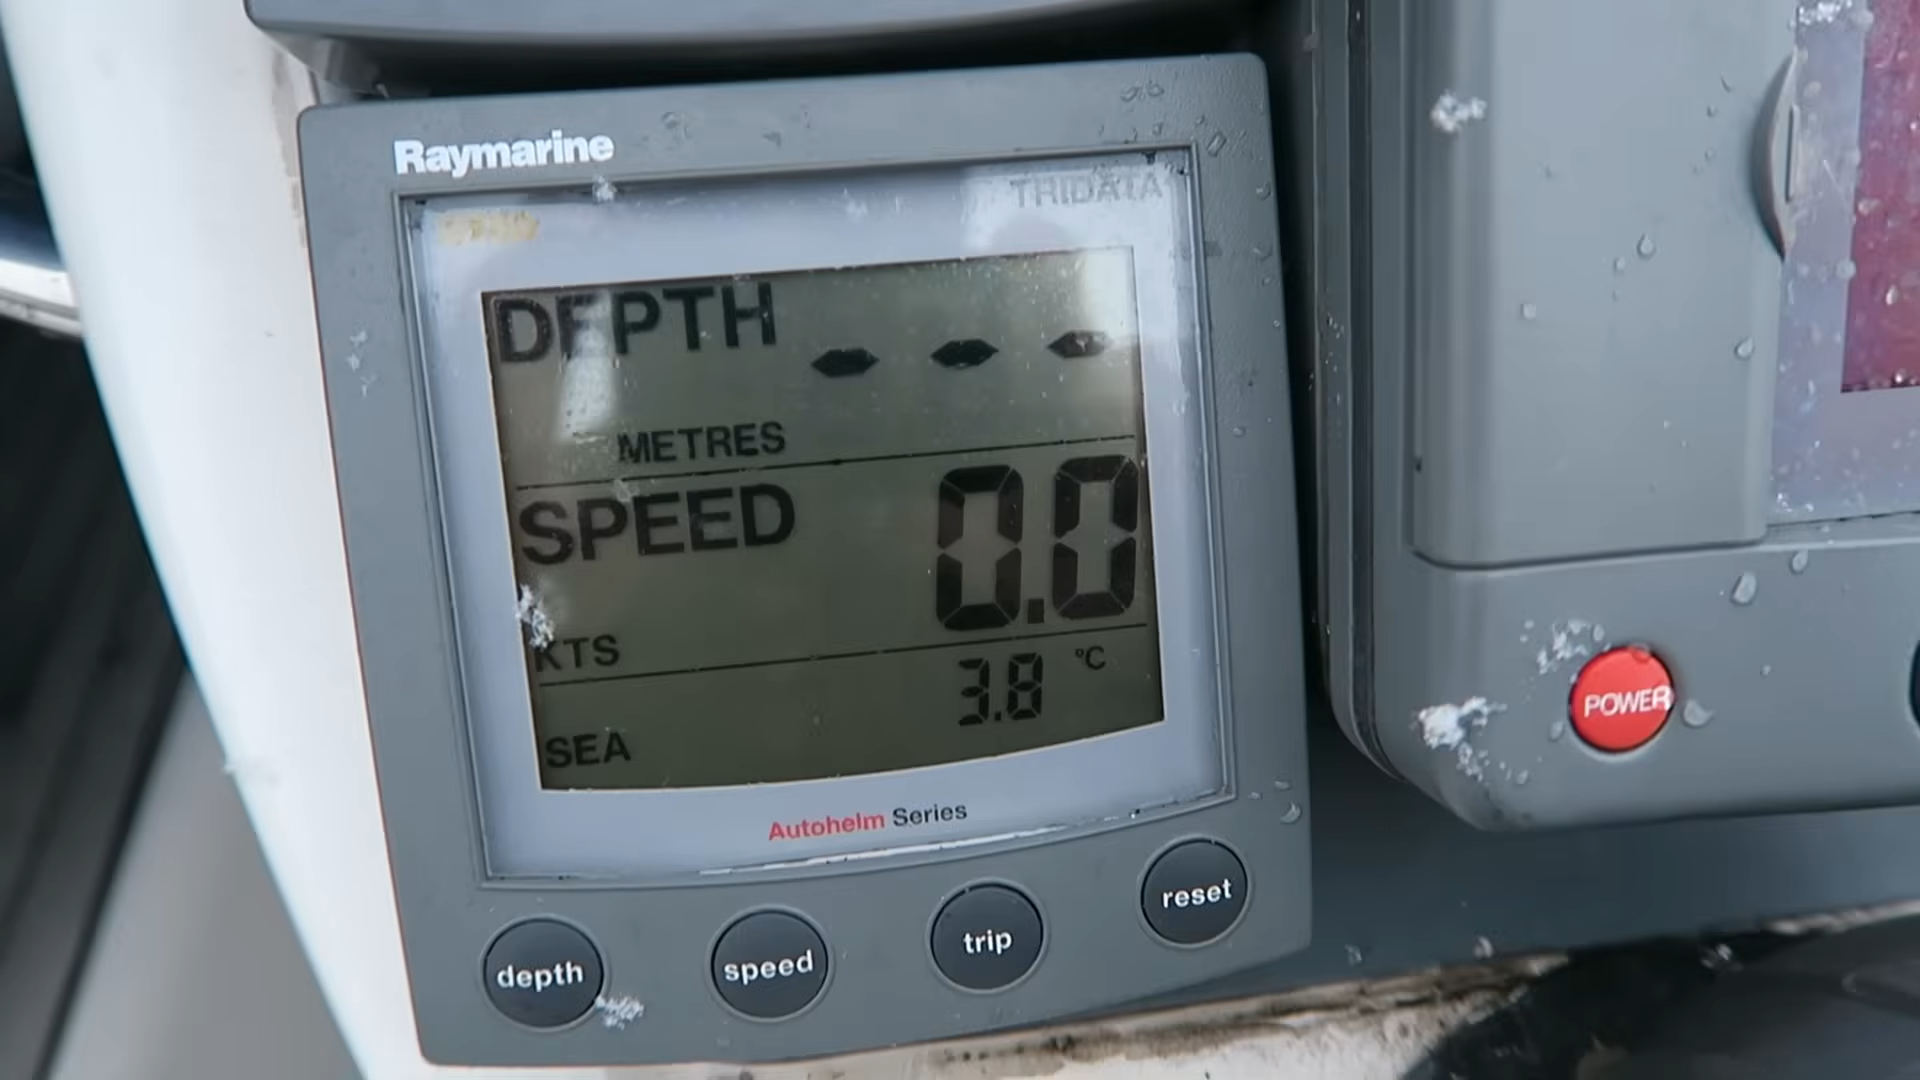 Raymarine
TRIDATA
DEPTH - - -
METRES
SPEED 0.0
KTS
3.8 °C
SEA
Autohelm Series
depth speed trip reset
POWER